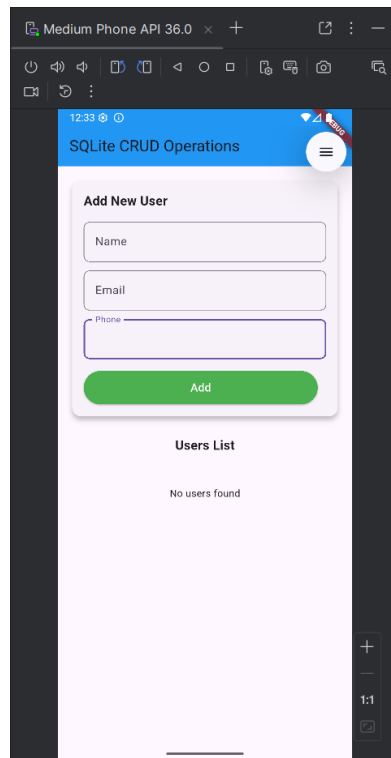 Medium Phone API 36.0
12:33
DEBUG
SQLite CRUD Operations
Add New User
Name
Email
Phone
Add
Users List
No users found
1:1